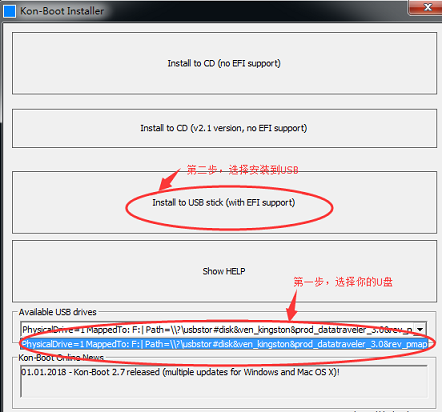 Kon-Boot Installer
Install to CD (no EFI support)
Install to CD (v2.1 version, no EFI support)
第二步，选择安装到USB
Install to USB stick (with EFI support)
Show HELP
第一步，选择你的U盘
Available USB drives
PhysicalDrive=1 MappedTo: F:| Path=\\?\usbstor#disk&ven_kingston&prod_datatraveler_3.0&rev_p
PhysicalDrive=1 MappedTo: F:| Path=\\?\usbstor#disk&ven_kingston&prod_datatraveler_3.0&rev_pmap
Kon-Boot Online News
01.01.2018 - Kon-Boot 2.7 released (multiple updates for Windows and Mac OS X)!